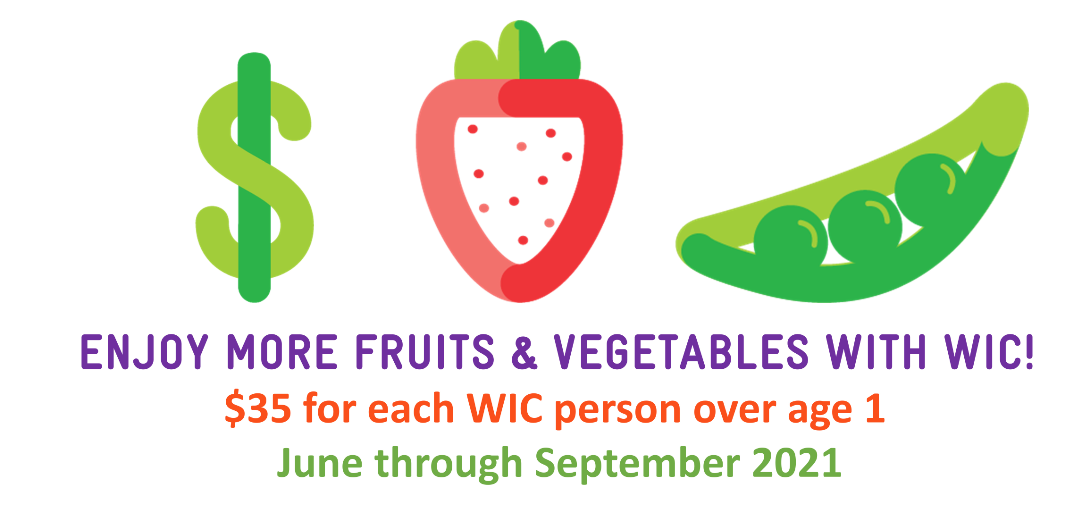 ENJOY MORE FRUITS & VEGETABLES WITH WIC!
$35 for each WIC person over age 1
June through September 2021